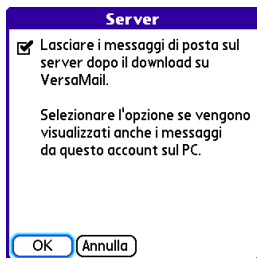 Server
Lasciare i messaggi di posta sul
server dopo il download su
VersaMail.
Selezionare l'opzione se vengono
visualizzati anche i messaggi
da questo account sul PC.
OK Annulla